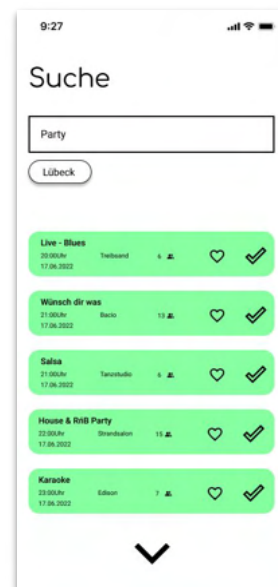 9:27
Suche
Party
Lübeck
Live - Blues
20:00Uhr Treibsand 6
17.06.2022
Wünsch dir was
21:00Uhr Bacio 13
17.06.2022
Salsa
21:00Uhr Tanzstudio 6
17.06.2022
House & RnB Party
22:00Uhr Strandsalon 15
17.06.2022
Karaoke
23:00Uhr Edison 7
17.06.2022